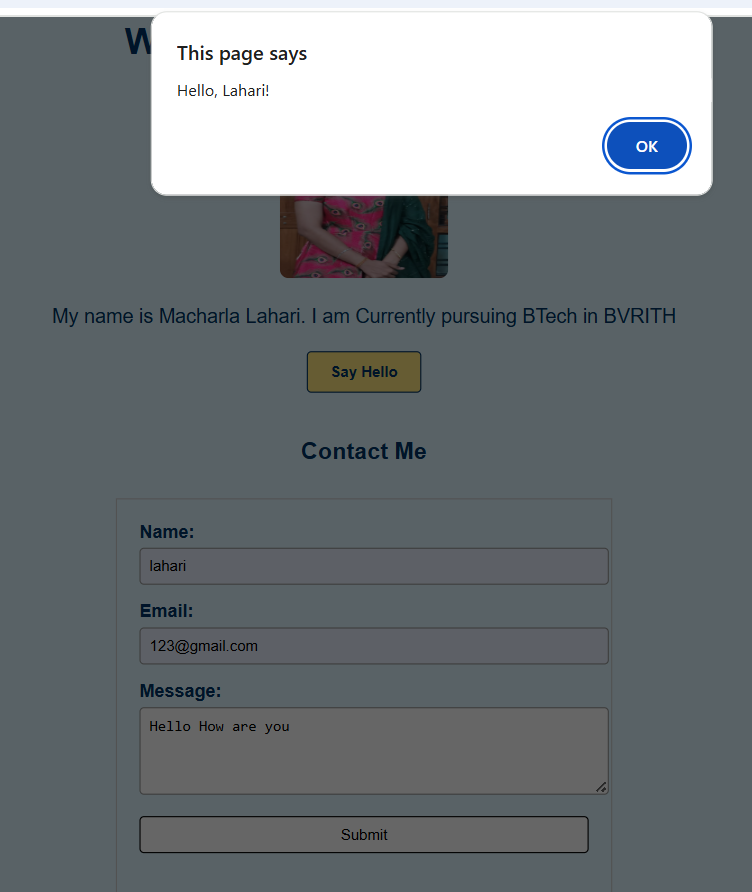 This page says
Hello, Lahari!
OK
My name is Macharla Lahari. I am Currently pursuing BTech in BVRITH
Say Hello
Contact Me
Name:
lahari
Email:
123@gmail.com
Message:
Hello How are you
Submit